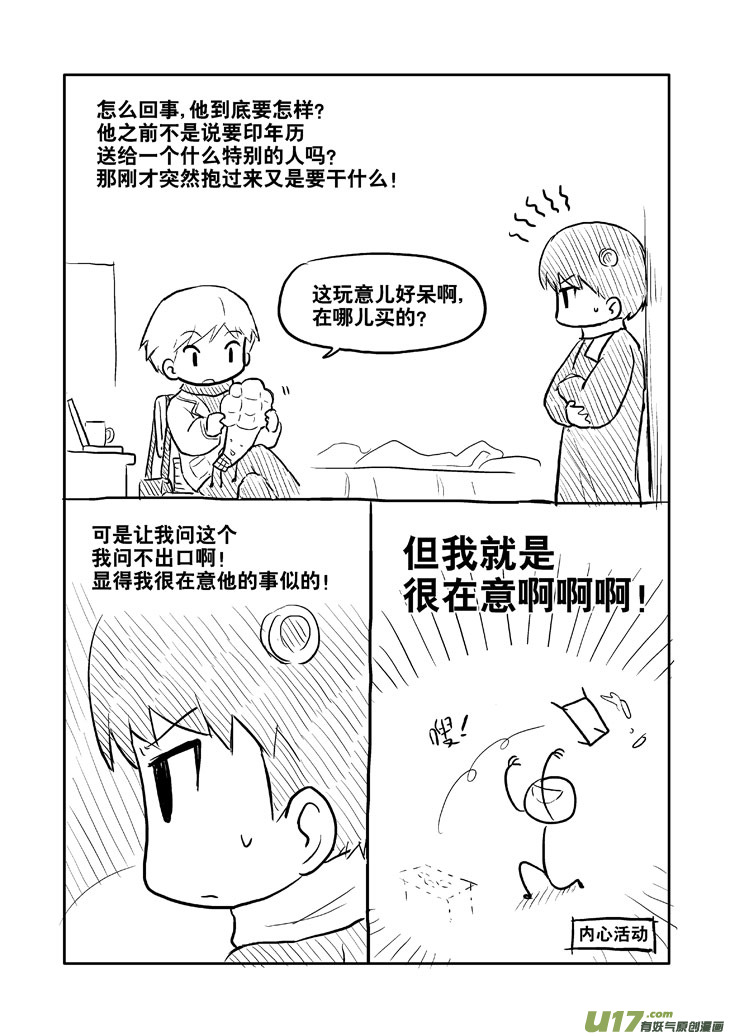 怎么回事,他到底要怎样?
他之前不是说要印年历
送给一个什么特别的人吗?
那刚才突然抱过来又是要干什么!
这玩意儿好呆啊,
在哪儿买的?
可是让我问这个
我问不出口啊!
显得我很在意他的事似的!
但我就是
很在意啊啊啊!
嗖!
内心活动
U17.com
有妖气原创漫画